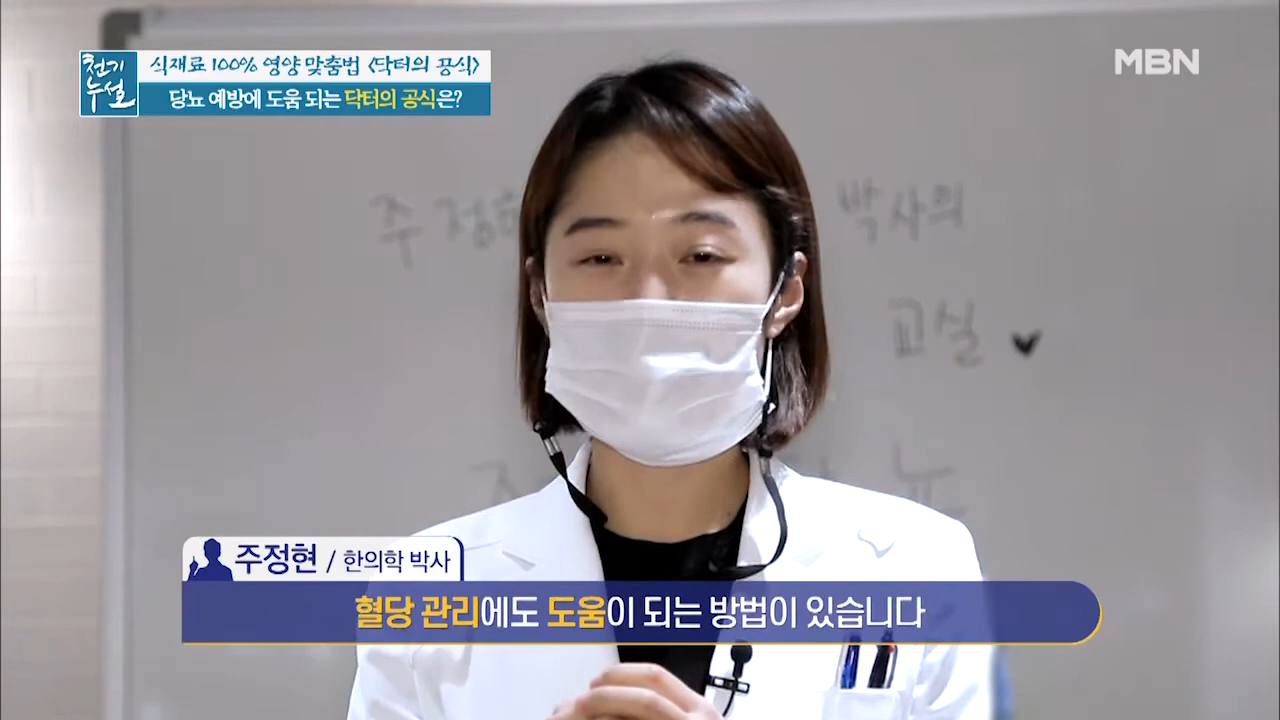 천기
누설
식재료 100% 영양 맞춤법 <닥터의 공식>
당뇨 예방에 도움 되는 닥터의 공식은?
MBN
주정 박사의
교실 ♥
뇨
주정현 / 한의학 박사
혈당 관리에도 도움이 되는 방법이 있습니다